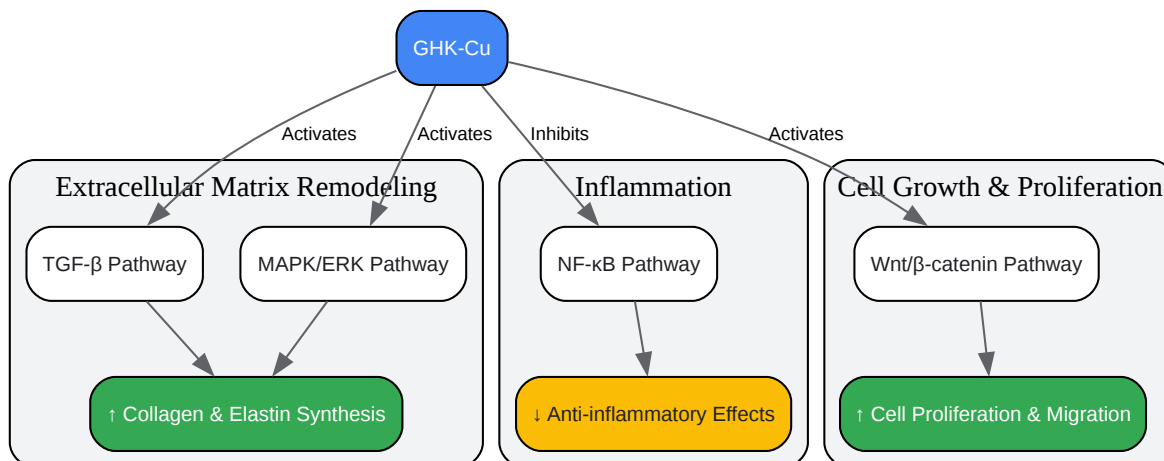 GHK-Cu
Activates
Activates
Inhibits
Activates
Extracellular Matrix Remodeling
Inflammation
Cell Growth & Proliferation
TGF-β Pathway
MAPK/ERK Pathway
NF-κB Pathway
Wnt/β-catenin Pathway
↑ Collagen & Elastin Synthesis
↓ Anti-inflammatory Effects
↑ Cell Proliferation & Migration